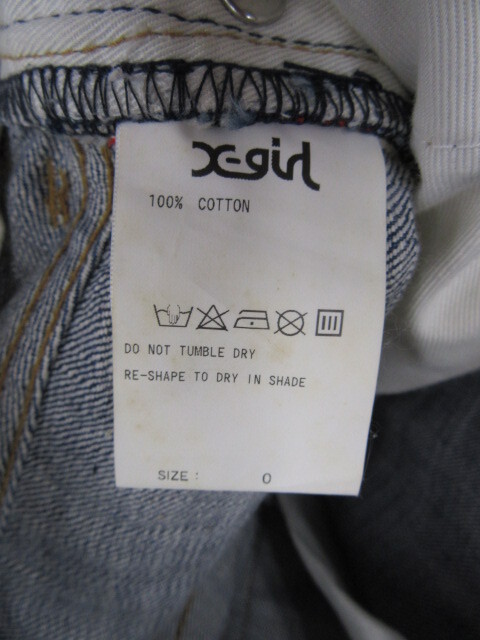 X-girl
100% COTTON
DO NOT TUMBLE DRY
RE-SHAPE TO DRY IN SHADE
SIZE: 0